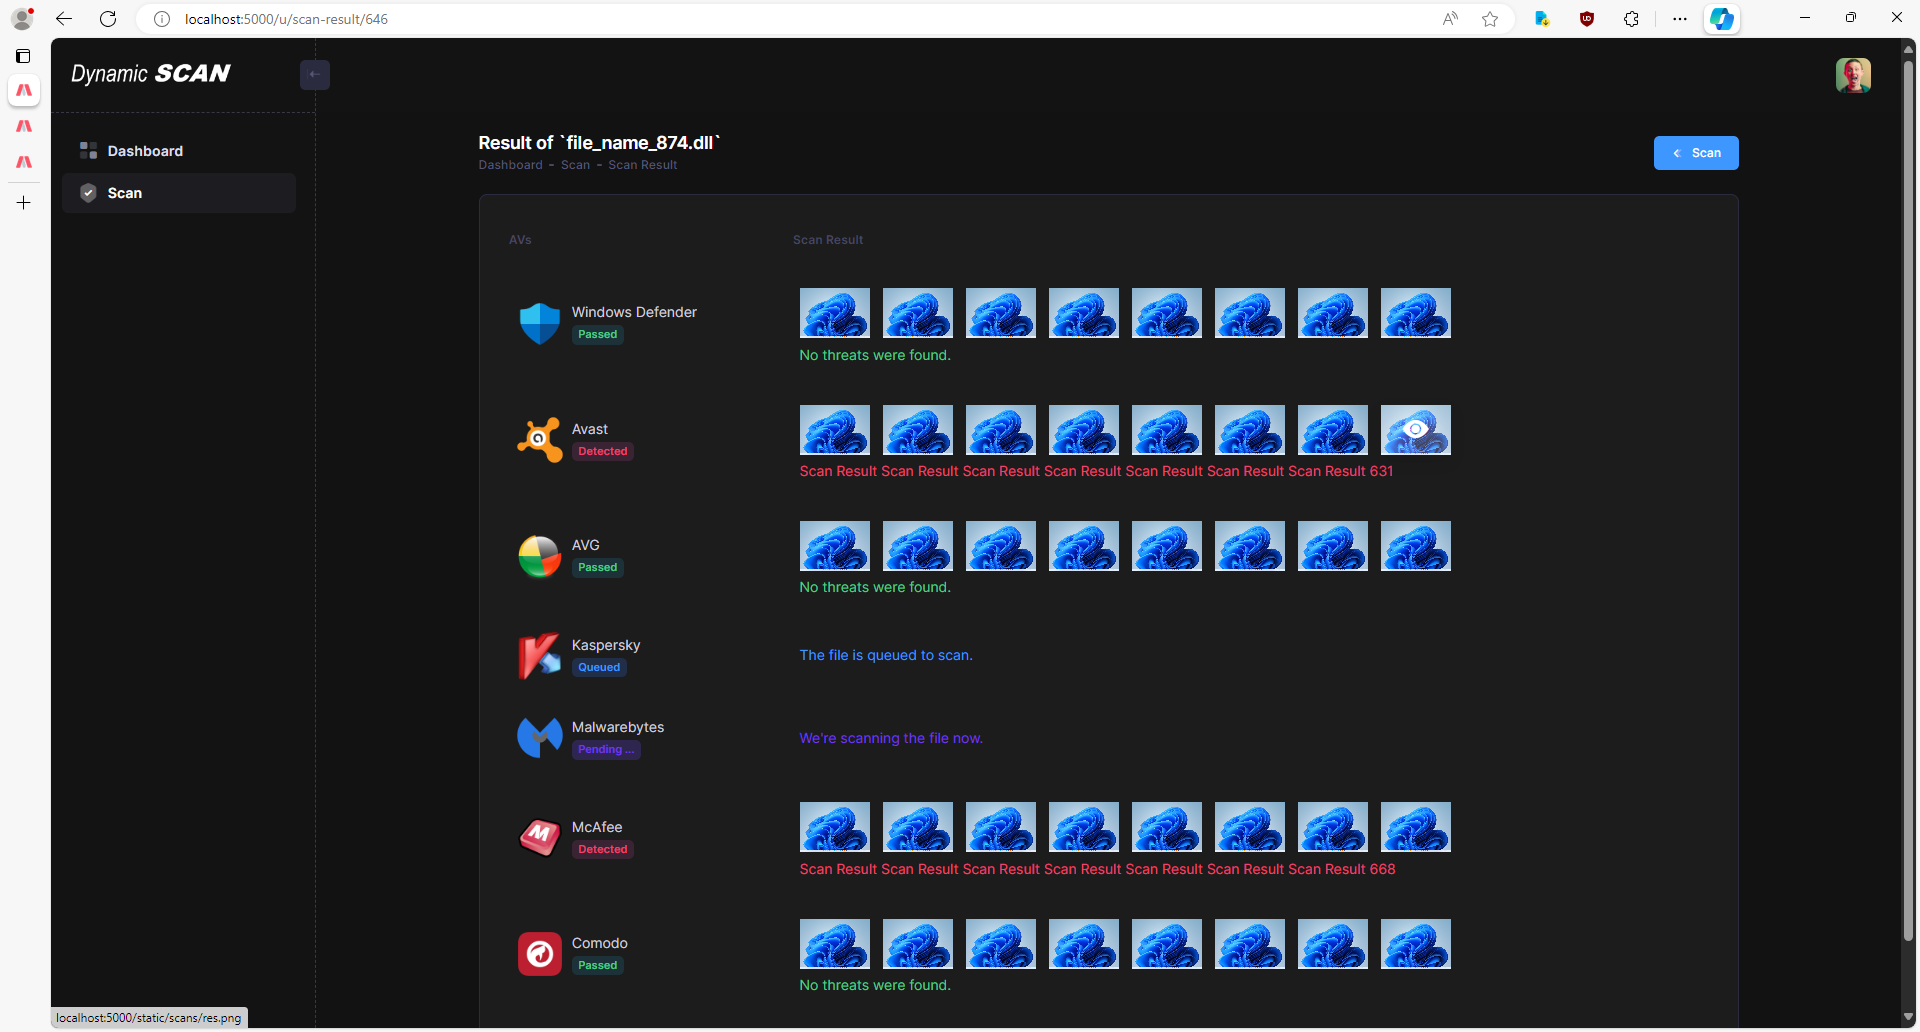 localhost:5000/u/scan-result/646
Dynamic SCAN
Dashboard
Scan
Result of `file_name_874.dll`
Dashboard - Scan - Scan Result
Scan
AVs
Scan Result
Windows Defender
Passed
No threats were found.
Avast
Detected
Scan Result Scan Result Scan Result Scan Result Scan Result Scan Result Scan Result 631
AVG
Passed
No threats were found.
Kaspersky
Queued
The file is queued to scan.
Malwarebytes
Pending ...
We're scanning the file now.
McAfee
Detected
Scan Result Scan Result Scan Result Scan Result Scan Result Scan Result Scan Result 668
Comodo
Passed
No threats were found.
localhost:5000/static/scans/res.png